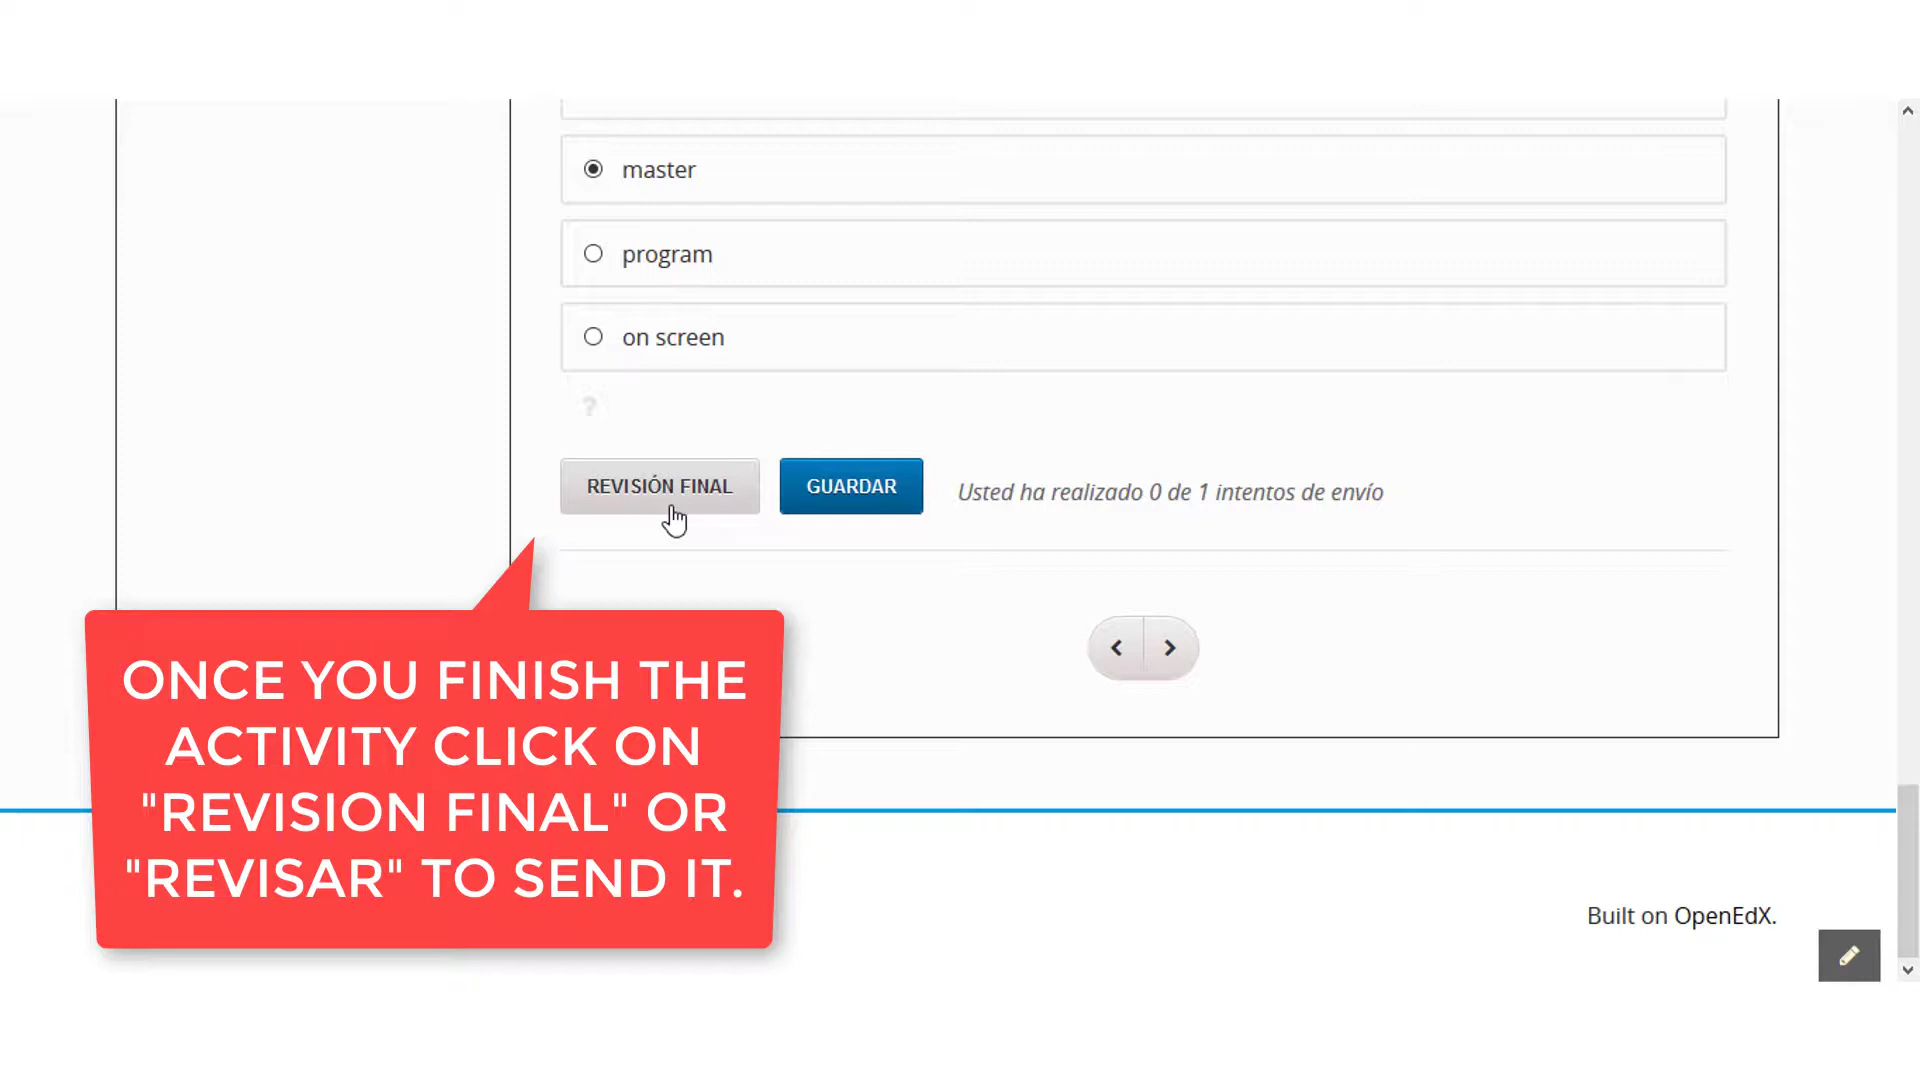 master
program
on screen
?
REVISIÓN FINAL
GUARDAR
Usted ha realizado 0 de 1 intentos de envío
ONCE YOU FINISH THE
ACTIVITY CLICK ON
"REVISION FINAL" OR
"REVISAR" TO SEND IT.
Built on OpenEdX.